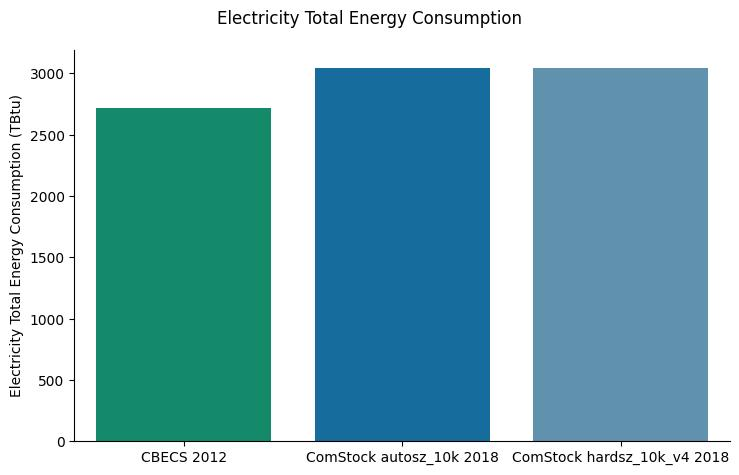 Electricity Total Energy Consumption
Electricity Total Energy Consumption (TBtu)
3000
2500
2000
1500
1000
500
0
CBECS 2012
ComStock autosz_10k 2018
ComStock hardsz_10k_v4 2018